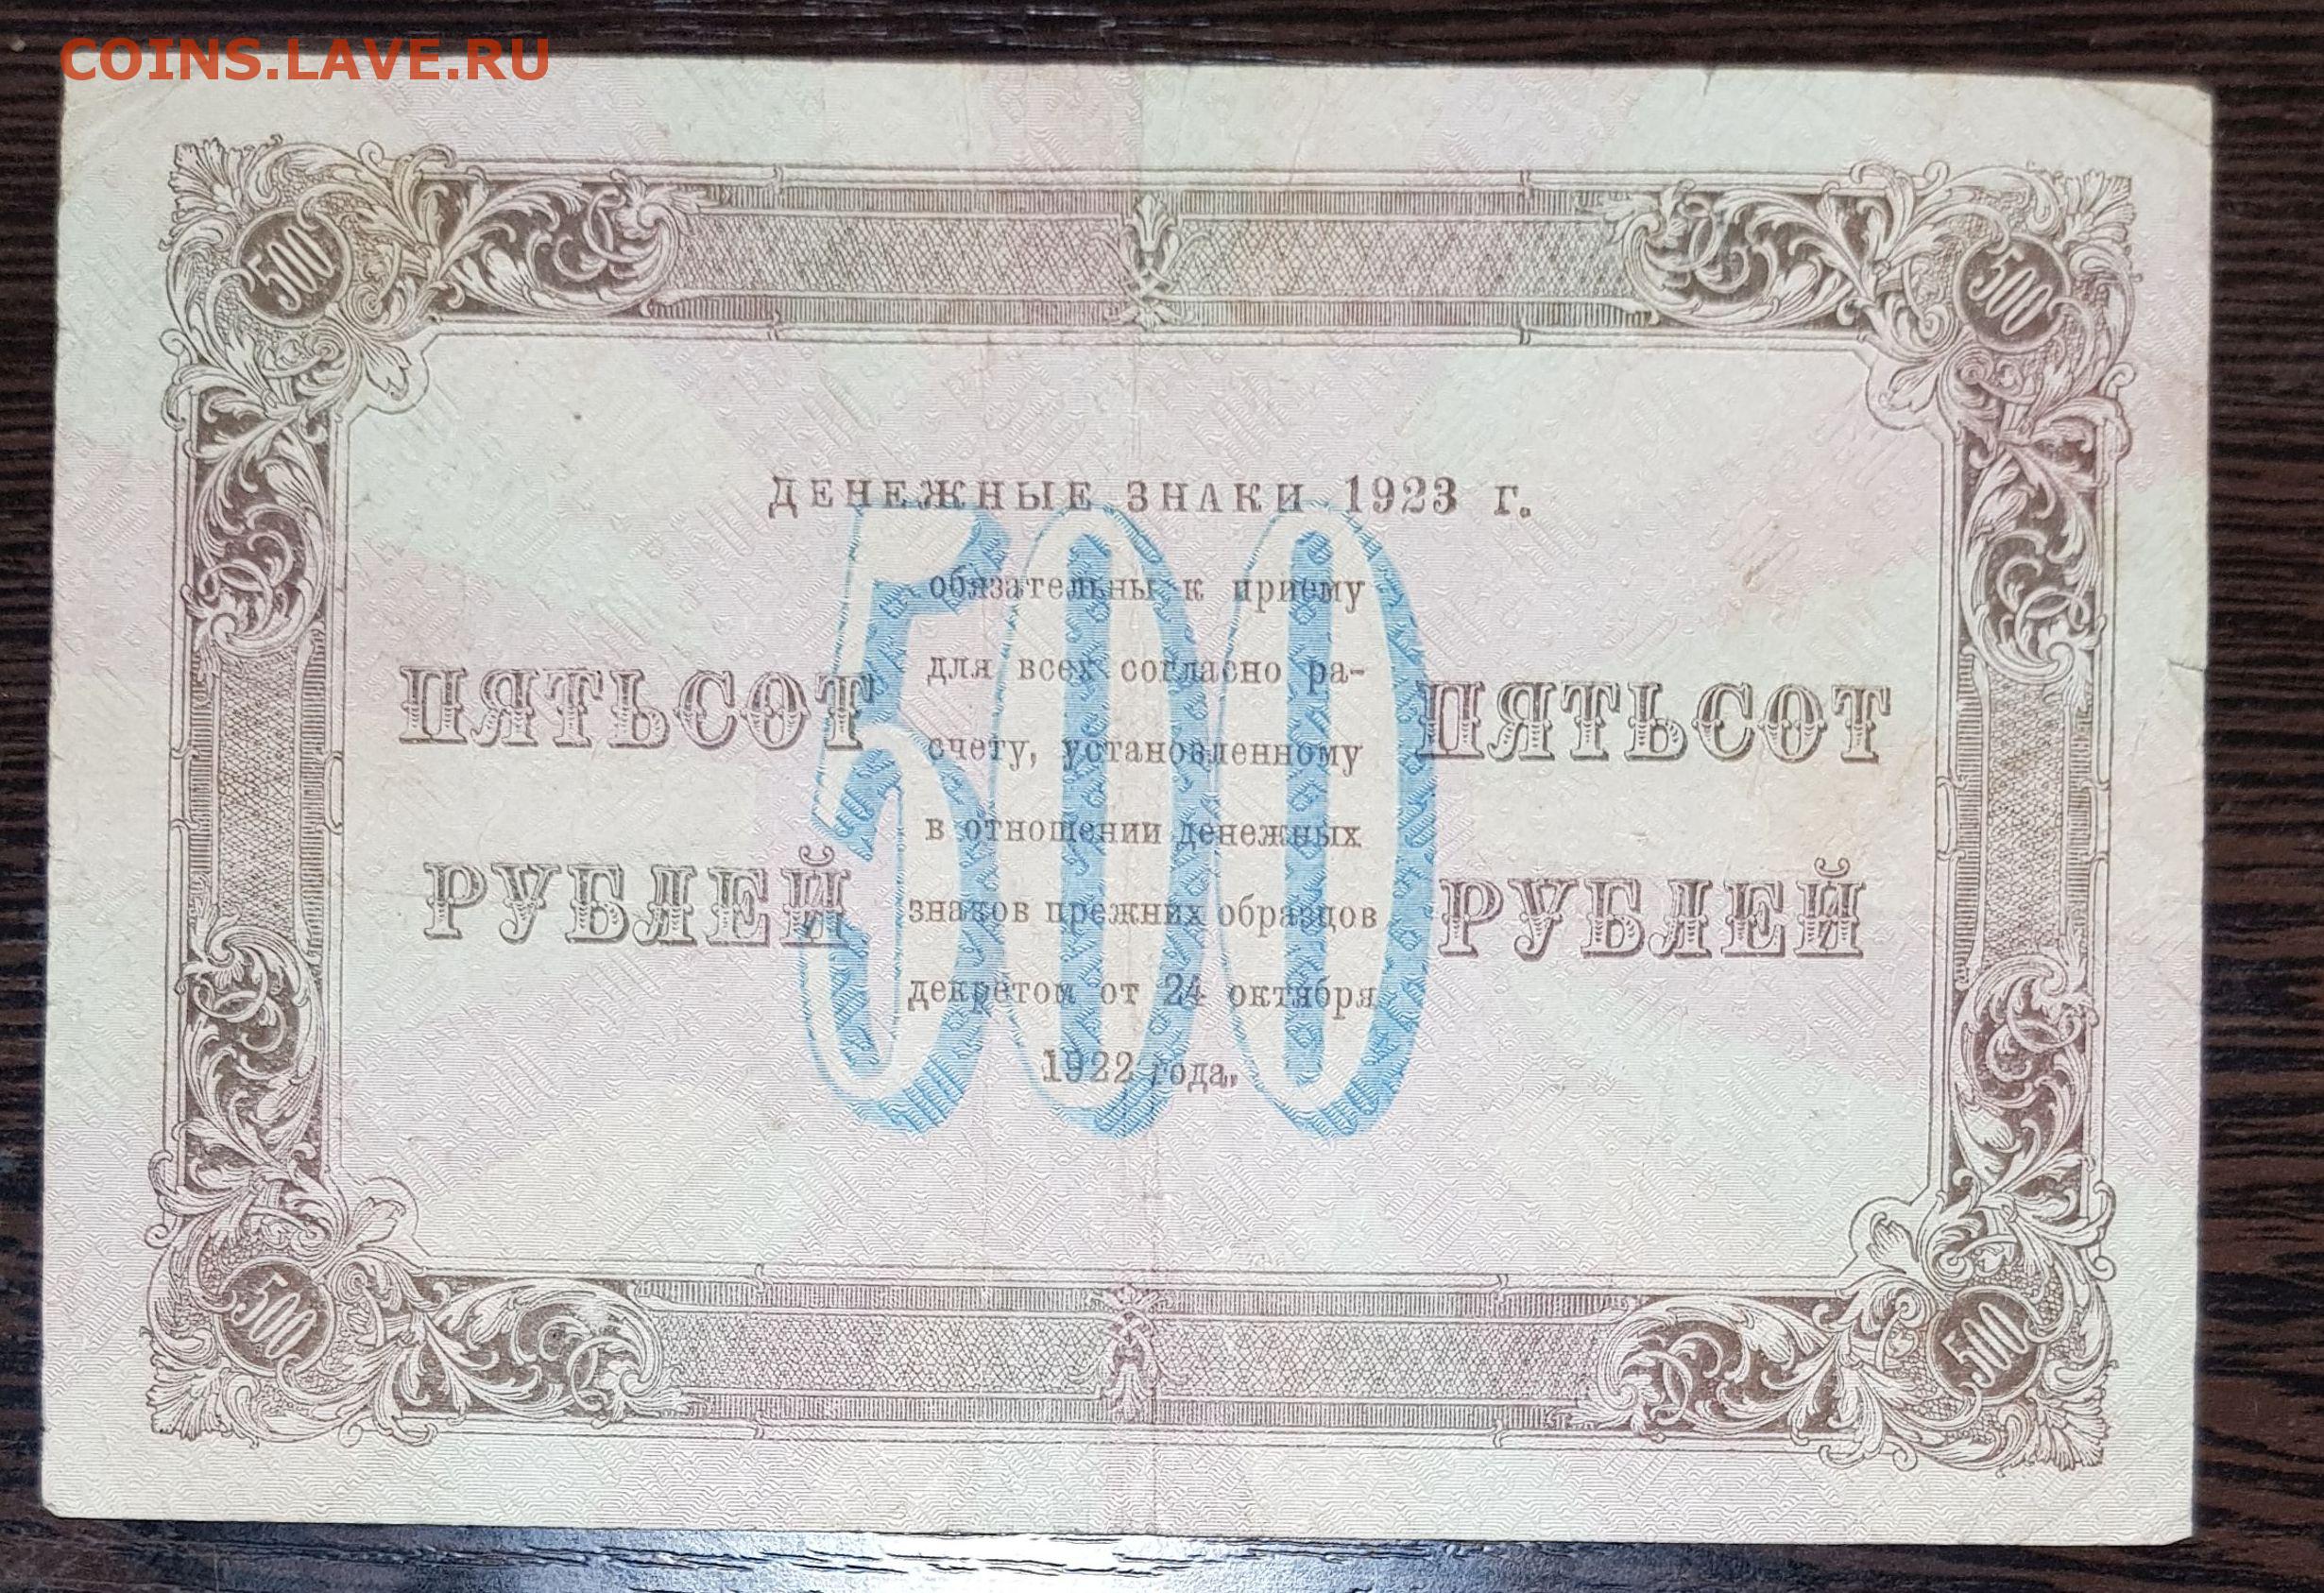 COINS.LAVE.RU
500
500
ДЕНЕЖНЫЕ ЗНАКИ 1923 г.
500
обязательны к приему
для всех согласно ра-
счету, установленному
в отношении денежных
знаков прежних образцов
декретом от 24 октября
1922 года.
ПЯТЬСОТ
РУБЛЕЙ
ПЯТЬСОТ
РУБЛЕЙ
500
500